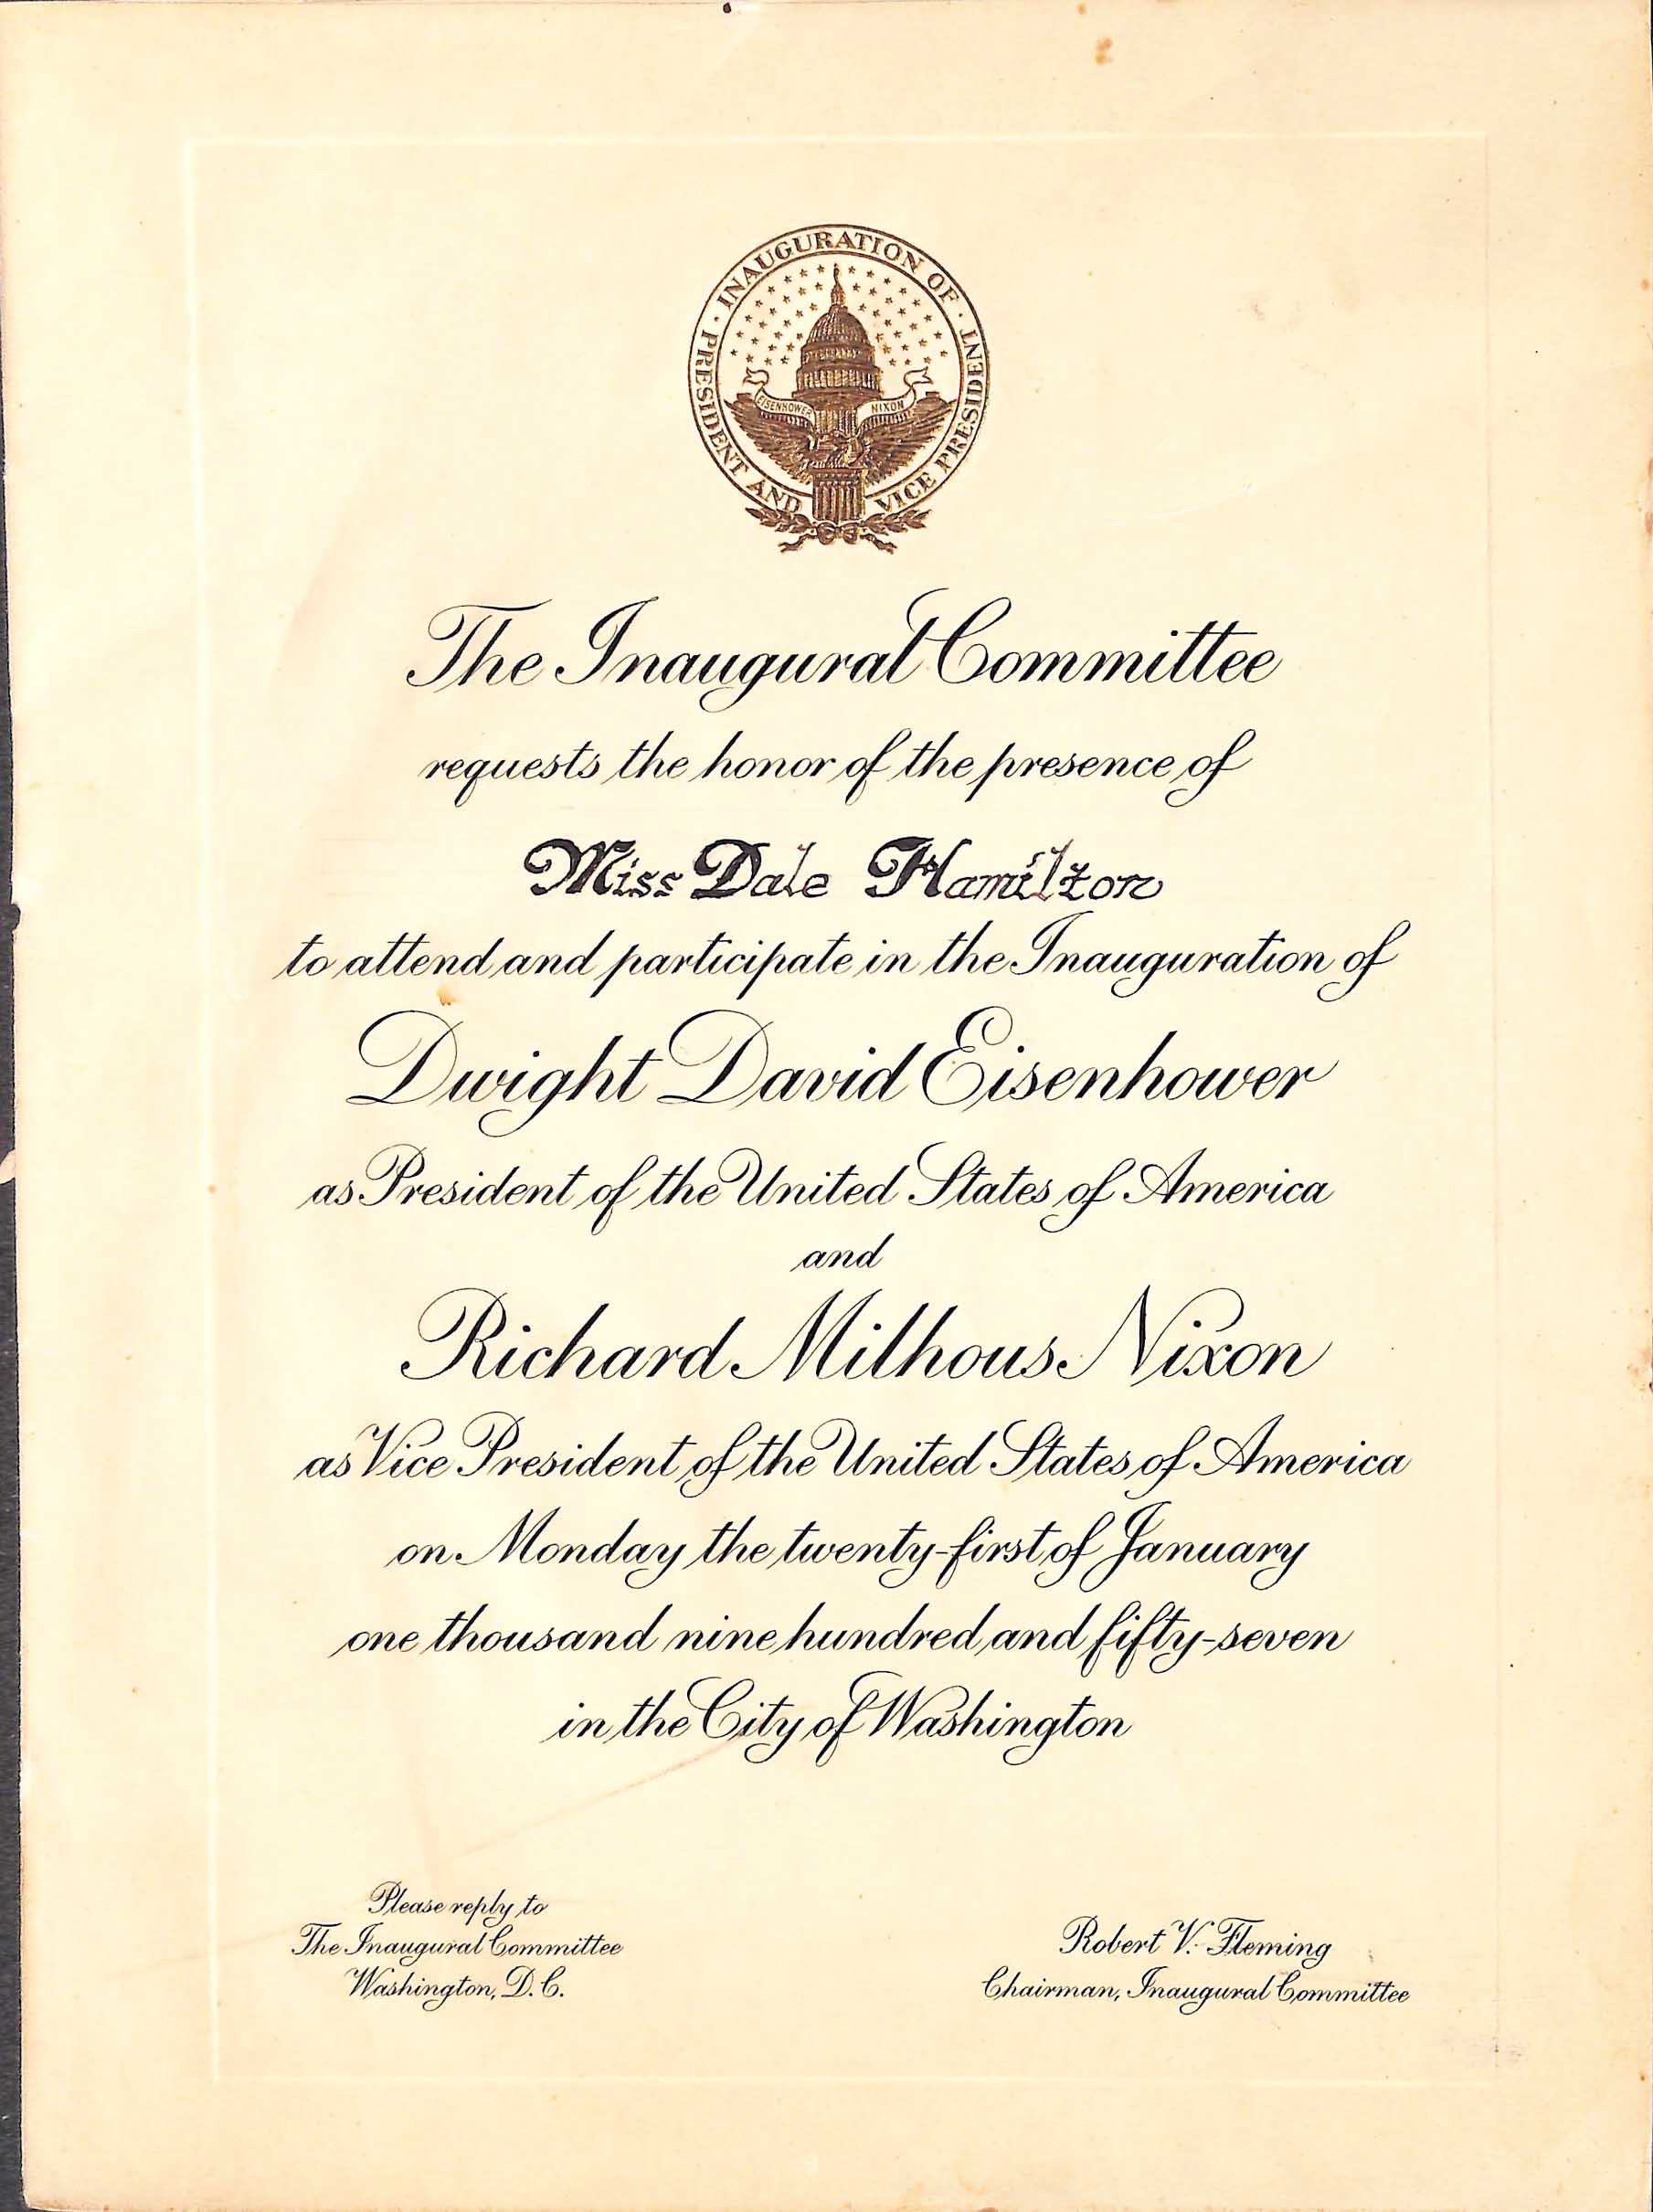 INAUGURATION OF
PRESIDENT AND VICE PRESIDENT
EISENHOWER NIXON
The Inaugural Committee
requests the honor of the presence of
Miss Dale Hamilton
to attend and participate in the Inauguration of
Dwight David Eisenhower
as President of the United States of America
and
Richard Milhous Nixon
as Vice President of the United States of America
on Monday the twenty-first of January
one thousand nine hundred and fifty-seven
in the City of Washington
Please reply to
The Inaugural Committee
Washington, D.C.
Robert V. Fleming
Chairman, Inaugural Committee